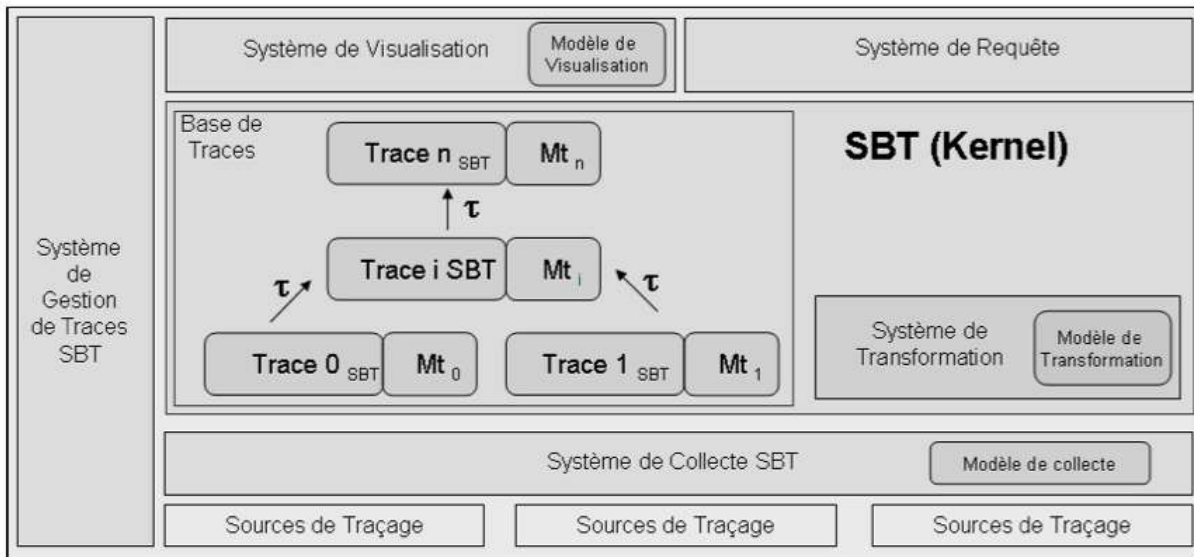 Système de Visualisation
Modèle de
Visualisation
Système de Requête
Base de
Traces
Trace n SBT
Mt n
SBT (Kernel)
τ
Système
de
Gestion
de Traces
SBT
Trace i SBT
Mt i
τ
τ
Trace 0 SBT
Mt 0
Trace 1 SBT
Mt 1
Système de
Transformation
Modèle de
Transformation
Système de Collecte SBT
Modèle de collecte
Sources de Traçage
Sources de Traçage
Sources de Traçage